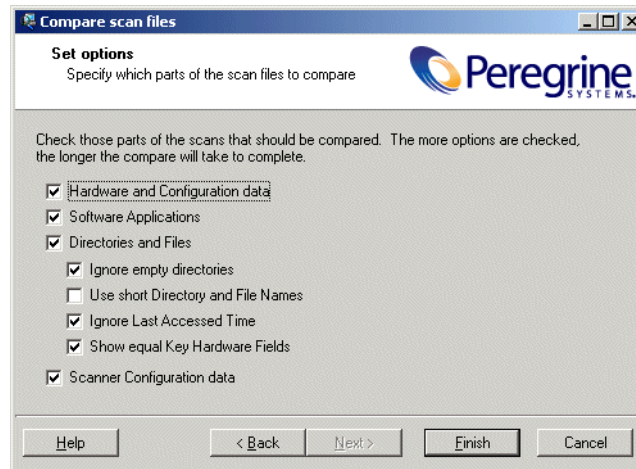 Compare scan files
Set options
Specify which parts of the scan files to compare
Peregrine
SYSTEMS
Check those parts of the scans that should be compared. The more options are checked,
the longer the compare will take to complete.
Hardware and Configuration data
Software Applications
Directories and Files
Ignore empty directories
Use short Directory and File Names
Ignore Last Accessed Time
Show equal Key Hardware Fields
Scanner Configuration data
Help
< Back
Next >
Finish
Cancel